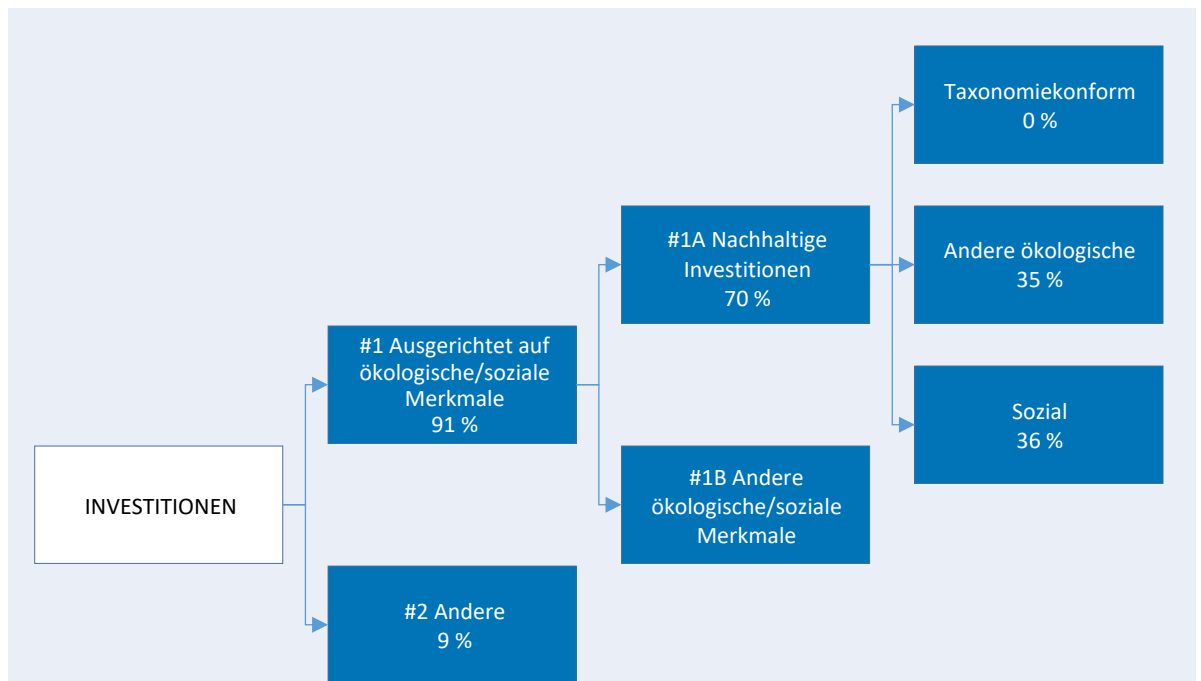 INVESTITIONEN
#1 Ausgerichtet auf
ökologische/soziale
Merkmale
91 %
#2 Andere
9 %
#1A Nachhaltige
Investitionen
70 %
#1B Andere
ökologische/soziale
Merkmale
Taxonomiekonform
0 %
Andere ökologische
35 %
Sozial
36 %